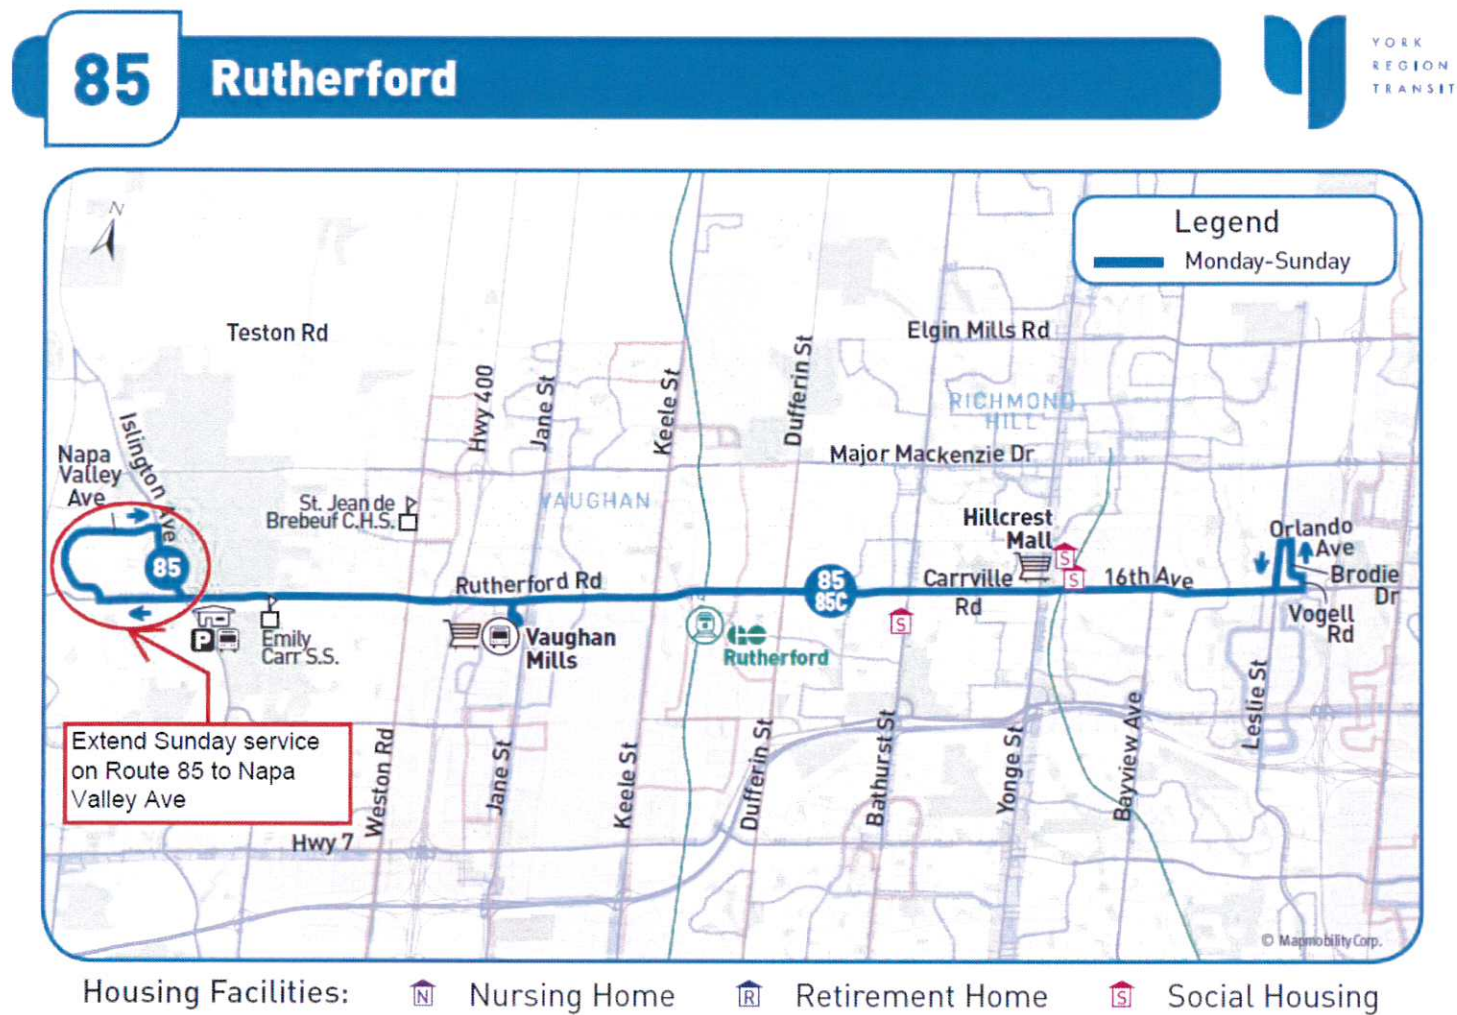 85
Rutherford
YORK
REGION
TRANSIT
N
Legend
Monday-Sunday
Teston Rd
Elgin Mills Rd
Hwy 400
Jane St
Keele St
Dufferin St
RICHMOND
HILL
Islington Ave
Napa
Valley
Ave
Major Mackenzie Dr
St. Jean de
Brebeuf C.H.S.
VAUGHAN
Hillcrest
Mall
S
S
Orlando
Ave
85
Rutherford Rd
85
85C
Carrville
Rd
16th Ave
Brodie
Dr
Vogell
Rd
P
Emily
Carr S.S.
Vaughan
Mills
GO
Rutherford
S
Extend Sunday service
on Route 85 to Napa
Valley Ave
Weston Rd
Jane St
Keele St
Dufferin St
Bathurst St
Yonge St
Bayview Ave
Leslie St
Hwy 7
© Mapmobility Corp.
Housing Facilities:
N Nursing Home
R Retirement Home
S Social Housing